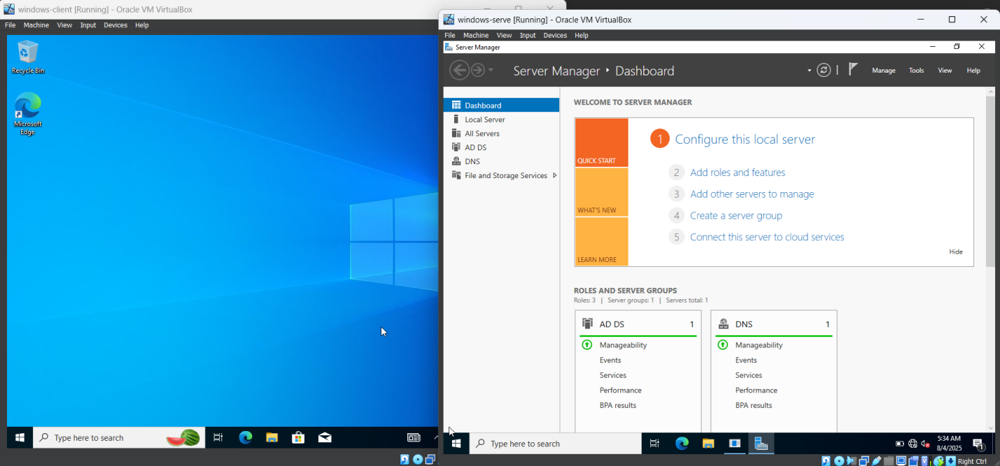 windows-client [Running] - Oracle VM VirtualBox
File Machine View Input Devices Help
Recycle Bin
Microsoft
Edge
Type here to search
windows-serve [Running] - Oracle VM VirtualBox
File Machine View Input Devices Help
Server Manager
Server Manager Dashboard
Manage Tools View Help
Dashboard
Local Server
All Servers
AD DS
DNS
File and Storage Services
WELCOME TO SERVER MANAGER
QUICK START
WHAT'S NEW
LEARN MORE
1 Configure this local server
2 Add roles and features
3 Add other servers to manage
4 Create a server group
5 Connect this server to cloud services
Hide
ROLES AND SERVER GROUPS
Roles: 3 | Server groups: 1 | Servers total: 1
AD DS 1
Manageability
Events
Services
Performance
BPA results
DNS 1
Manageability
Events
Services
Performance
BPA results
Type here to search
5:34 AM
8/4/2025
1
Right Ctrl